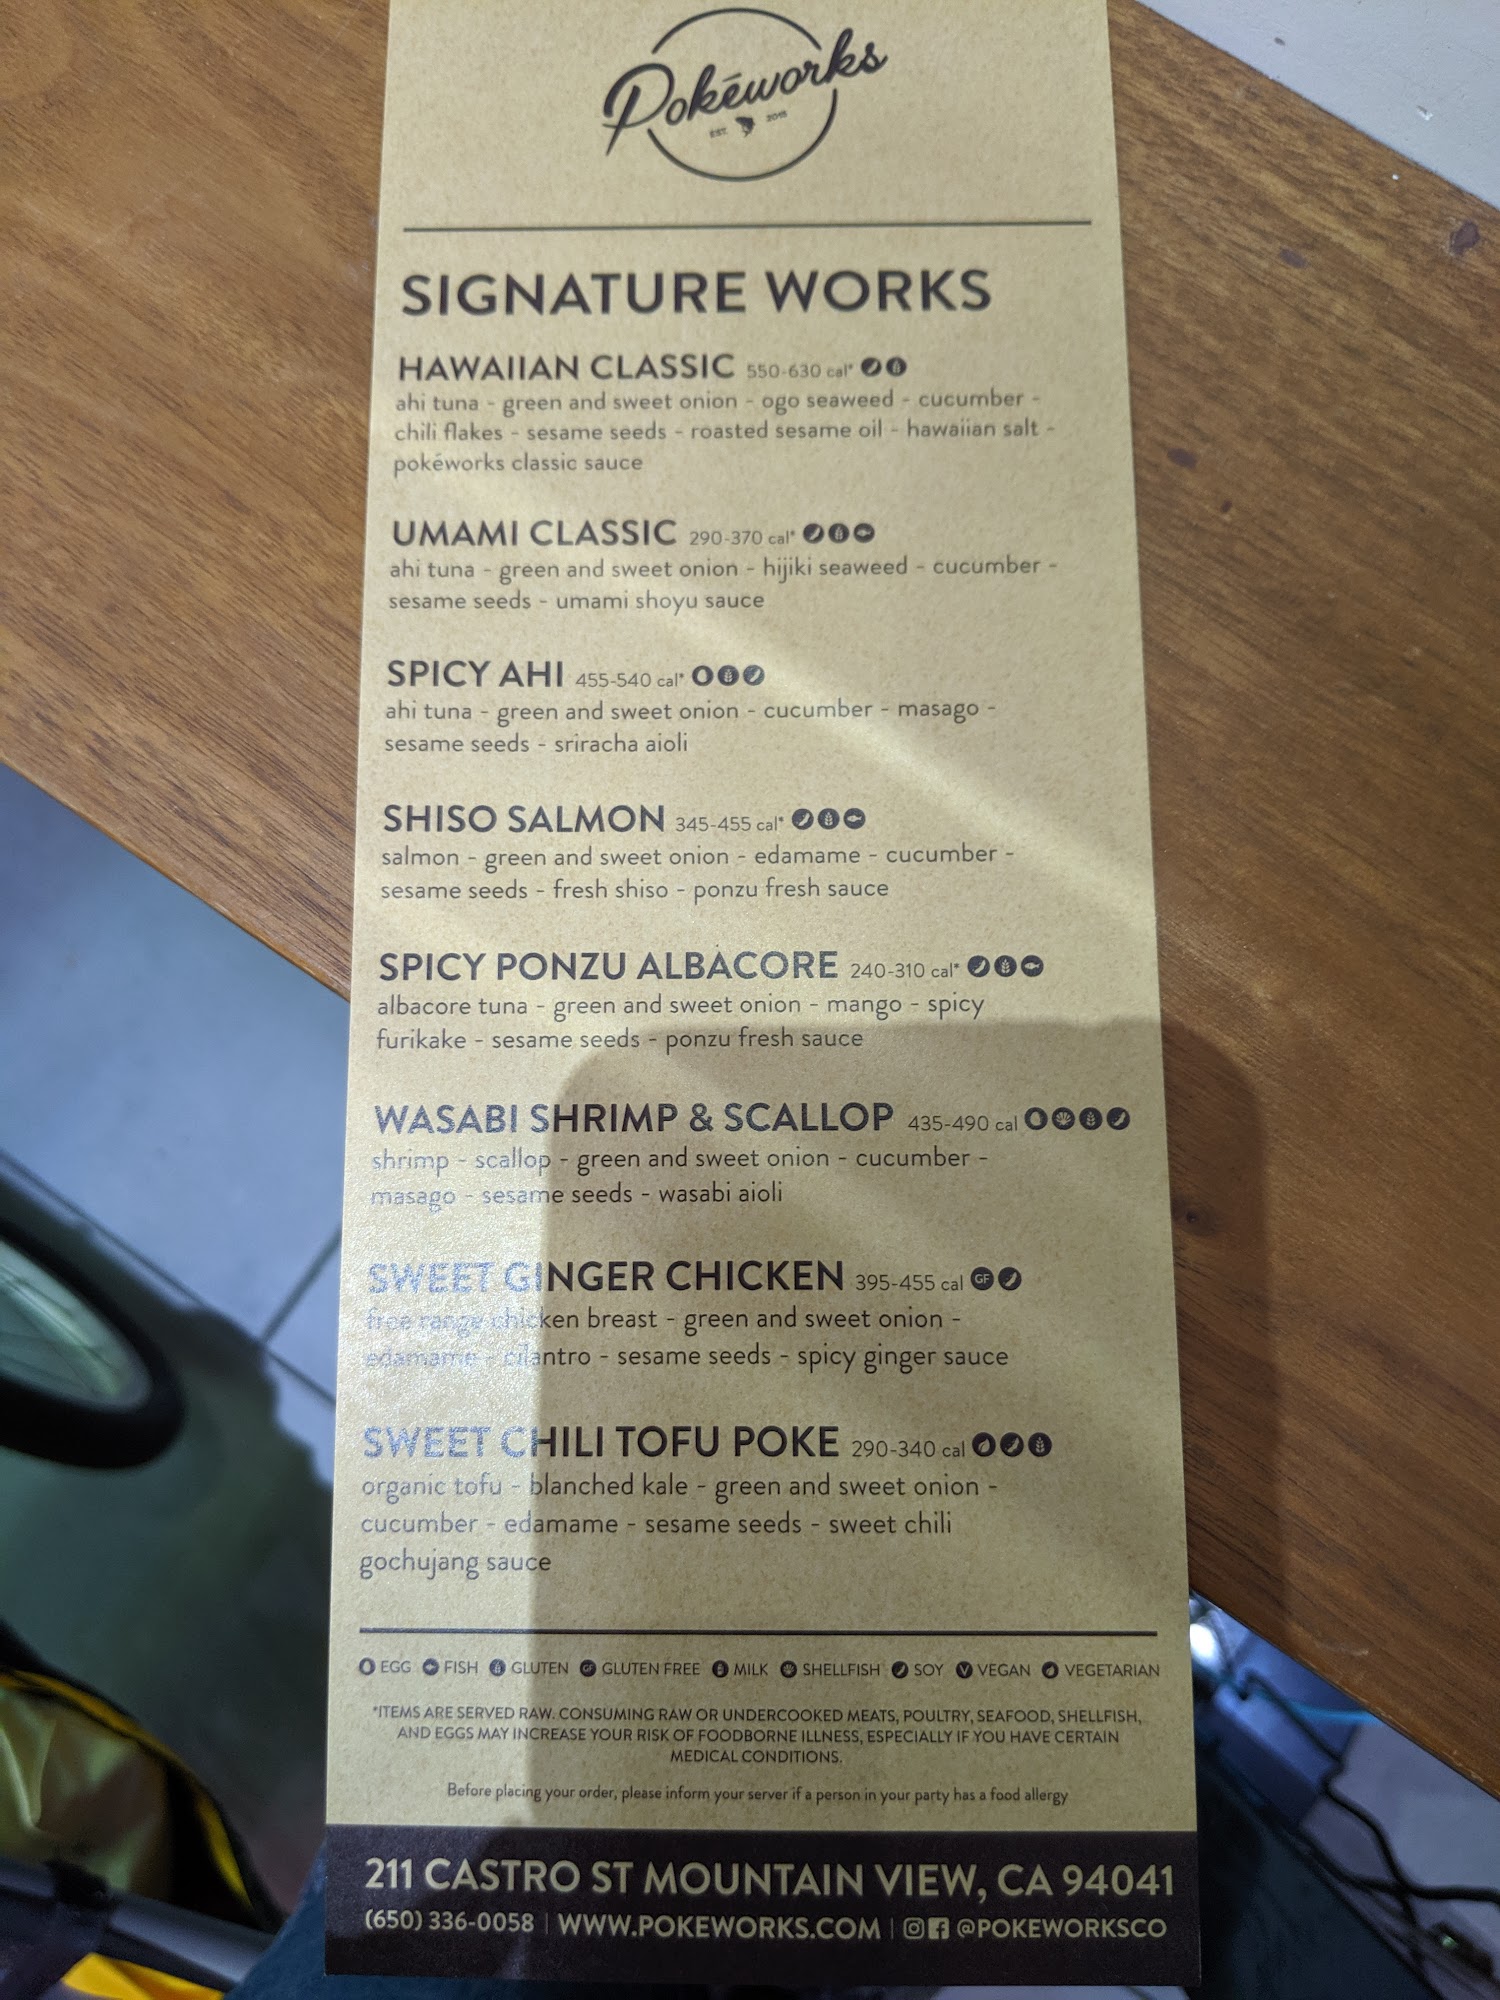 Pokéworks
EST. 2015
SIGNATURE WORKS
HAWAIIAN CLASSIC 550-630 cal*
ahi tuna - green and sweet onion - ogo seaweed - cucumber -
chili flakes - sesame seeds - roasted sesame oil - hawaiian salt -
pokéworks classic sauce
UMAMI CLASSIC 290-370 cal*
ahi tuna - green and sweet onion - hijiki seaweed - cucumber -
sesame seeds - umami shoyu sauce
SPICY AHI 455-540 cal*
ahi tuna - green and sweet onion - cucumber - masago -
sesame seeds - sriracha aioli
SHISO SALMON 345-455 cal*
salmon - green and sweet onion - edamame - cucumber -
sesame seeds - fresh shiso - ponzu fresh sauce
SPICY PONZU ALBACORE 240-310 cal*
albacore tuna - green and sweet onion - mango - spicy
furikake - sesame seeds - ponzu fresh sauce
WASABI SHRIMP & SCALLOP 435-490 cal
shrimp - scallop - green and sweet onion - cucumber -
masago - sesame seeds - wasabi aioli
SWEET GINGER CHICKEN 395-455 cal GF
free range chicken breast - green and sweet onion -
edamame - cilantro - sesame seeds - spicy ginger sauce
SWEET CHILI TOFU POKE 290-340 cal
organic tofu - blanched kale - green and sweet onion -
cucumber - edamame - sesame seeds - sweet chili
gochujang sauce
EGG FISH GLUTEN GF GLUTEN FREE MILK SHELLFISH SOY V VEGAN VEGETARIAN
*ITEMS ARE SERVED RAW. CONSUMING RAW OR UNDERCOOKED MEATS, POULTRY, SEAFOOD, SHELLFISH,
AND EGGS MAY INCREASE YOUR RISK OF FOODBORNE ILLNESS, ESPECIALLY IF YOU HAVE CERTAIN
MEDICAL CONDITIONS.
Before placing your order, please inform your server if a person in your party has a food allergy
211 CASTRO ST MOUNTAIN VIEW, CA 94041
(650) 336-0058 | WWW.POKEWORKS.COM | @POKEWORKSCO